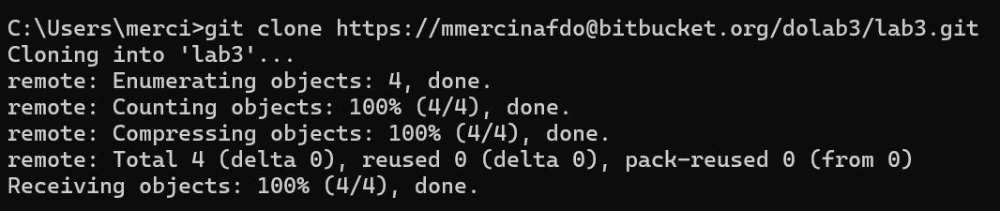 C:\Users\merci>git clone https://mmercinafdo@bitbucket.org/dolab3/lab3.git
Cloning into 'lab3'...
remote: Enumerating objects: 4, done.
remote: Counting objects: 100% (4/4), done.
remote: Compressing objects: 100% (4/4), done.
remote: Total 4 (delta 0), reused 0 (delta 0), pack-reused 0 (from 0)
Receiving objects: 100% (4/4), done.